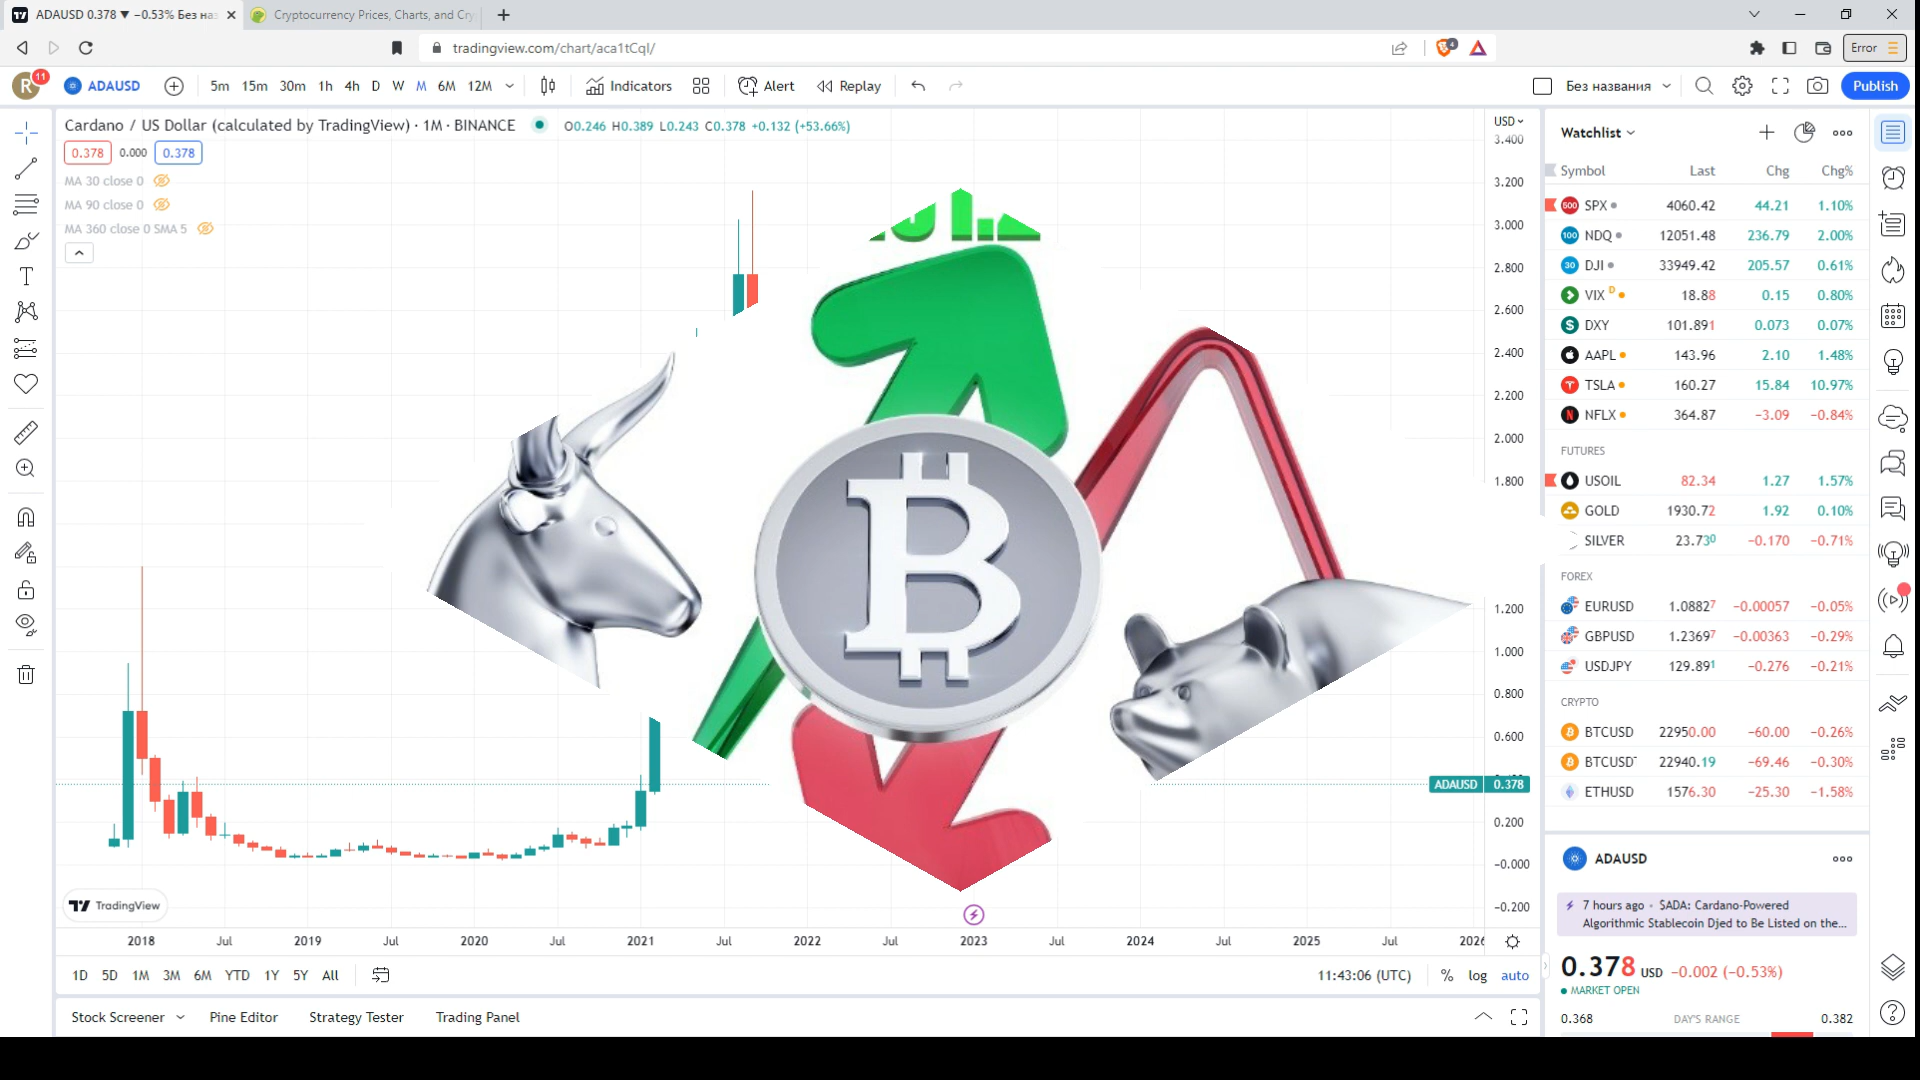 ADAUSD 0.378 ▼ −0.53% Без на
Cryptocurrency Prices, Charts, and Cry
tradingview.com/chart/aca1tCql/
4
Error
R
11
ADAUSD
5m 15m 30m 1h 4h D W M 6M 12M
Indicators
Alert
Replay
Без названия
Publish
Cardano / US Dollar (calculated by TradingView) · 1M · BINANCE
O0.246 H0.389 L0.243 C0.378 +0.132 (+53.66%)
0.378 0.000 0.378
MA 30 close 0
MA 90 close 0
MA 360 close 0 SMA 5
USD
3.400
3.200
3.000
2.800
2.600
2.400
2.200
2.000
1.800
1.200
1.000
0.800
0.600
ADAUSD 0.378
0.200
−0.000
−0.200
B
TradingView
2018 Jul 2019 Jul 2020 Jul 2021 Jul 2022 Jul 2023 Jul 2024 Jul 2025 Jul 2026
1D 5D 1M 3M 6M YTD 1Y 5Y All
11:43:06 (UTC) % log auto
Stock Screener Pine Editor Strategy Tester Trading Panel
Watchlist
Symbol Last Chg Chg%
500 SPX 4060.42 44.21 1.10%
100 NDQ 12051.48 236.79 2.00%
30 DJI 33949.42 205.57 0.61%
VIX D 18.88 0.15 0.80%
S DXY 101.891 0.073 0.07%
AAPL 143.96 2.10 1.48%
TSLA 160.27 15.84 10.97%
N NFLX 364.87 −3.09 −0.84%
FUTURES
USOIL 82.34 1.27 1.57%
GOLD 1930.72 1.92 0.10%
SILVER 23.730 −0.170 −0.71%
FOREX
EURUSD 1.08827 −0.00057 −0.05%
GBPUSD 1.23697 −0.00363 −0.29%
USDJPY 129.891 −0.276 −0.21%
CRYPTO
BTCUSD 22950.00 −60.00 −0.26%
BTCUSD 22940.19 −69.46 −0.30%
ETHUSD 1576.30 −25.30 −1.58%
ADAUSD
7 hours ago · $ADA: Cardano-Powered
Algorithmic Stablecoin Djed to Be Listed on the...
0.378 USD −0.002 (−0.53%)
MARKET OPEN
0.368 DAY'S RANGE 0.382